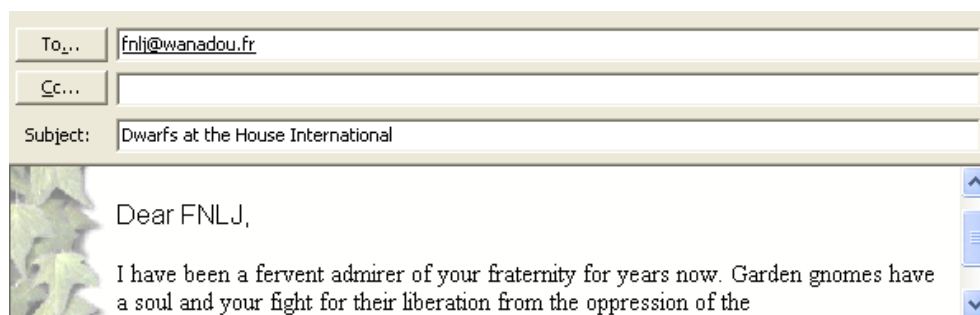 To... fnlj@wanadou.fr
Cc...
Subject: Dwarfs at the House International
Dear FNLJ,
I have been a fervent admirer of your fraternity for years now. Garden gnomes have
a soul and your fight for their liberation from the oppression of the